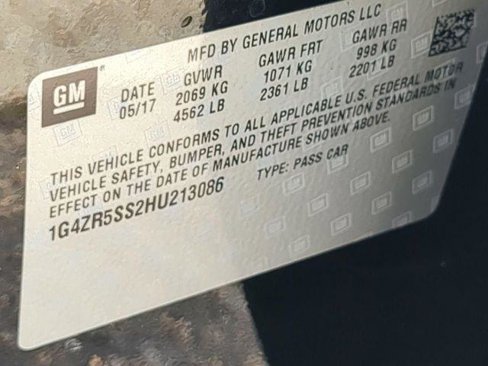 MFD BY GENERAL MOTORS LLC
GM
DATE GVWR GAWR FRT GAWR RR
05/17 2069 KG 1071 KG 998 KG
4562 LB 2361 LB 2201 LB
THIS VEHICLE CONFORMS TO ALL APPLICABLE U.S. FEDERAL MOTOR
VEHICLE SAFETY, BUMPER, AND THEFT PREVENTION STANDARDS IN
EFFECT ON THE DATE OF MANUFACTURE SHOWN ABOVE.
1G4ZR5SS2HU213086 TYPE: PASS CAR